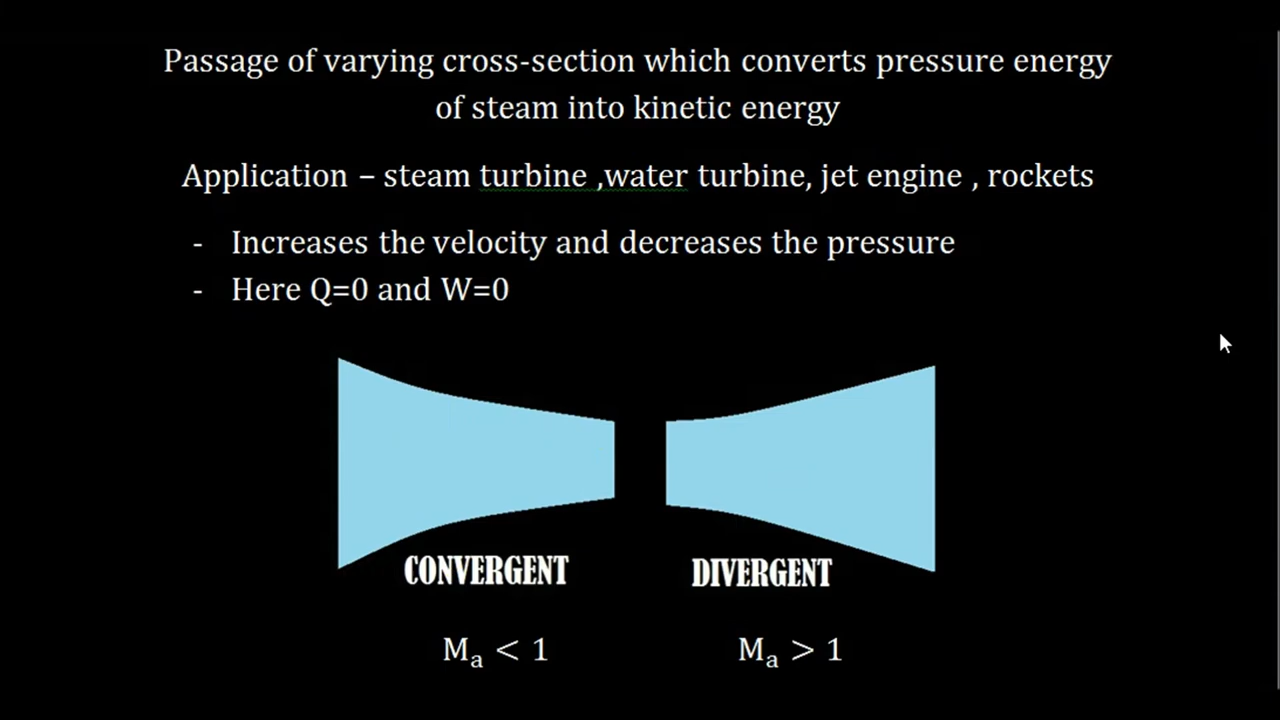 Passage of varying cross-section which converts pressure energy
of steam into kinetic energy
Application – steam turbine ,water turbine, jet engine , rockets
- Increases the velocity and decreases the pressure
- Here Q=0 and W=0
CONVERGENT
DIVERGENT
Mₐ < 1
Mₐ > 1